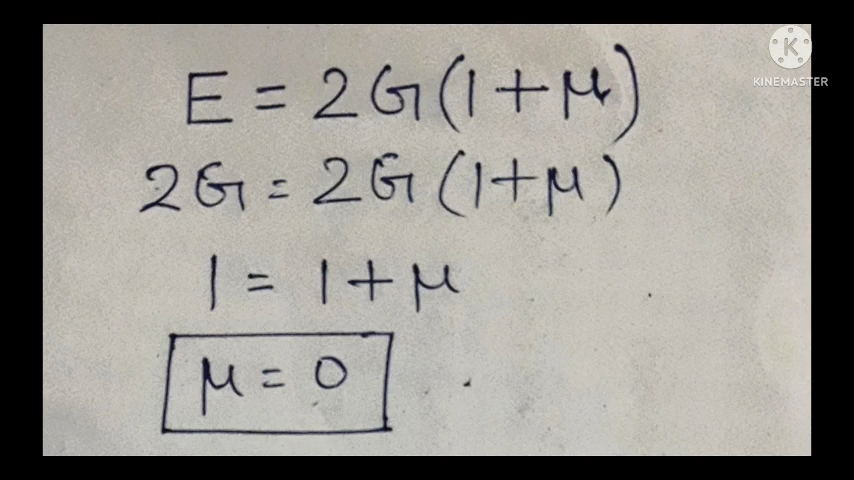 E = 2G(1+μ)
2G = 2G(1+μ)
1 = 1+μ
μ = 0
K
KINEMASTER